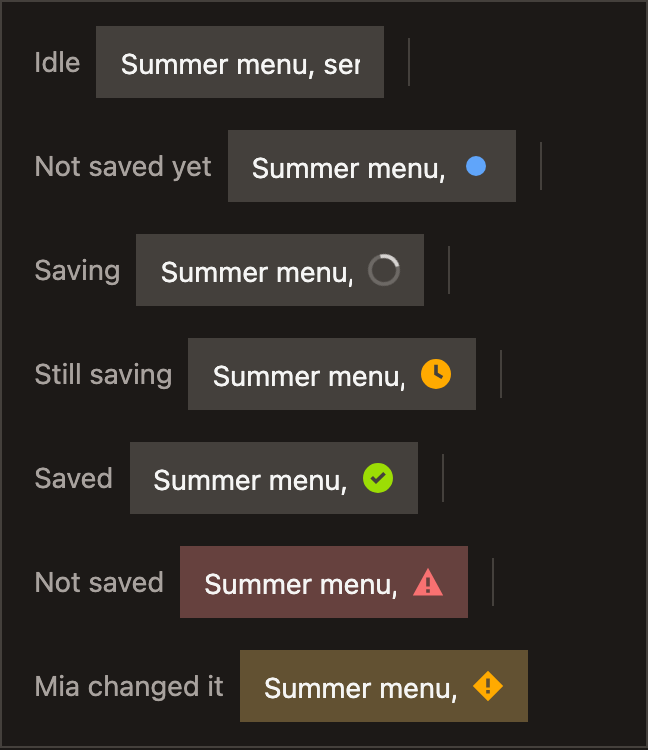 Idle Summer menu, ser
Not saved yet Summer menu,
Saving Summer menu,
Still saving Summer menu,
Saved Summer menu,
Not saved Summer menu,
Mia changed it Summer menu,